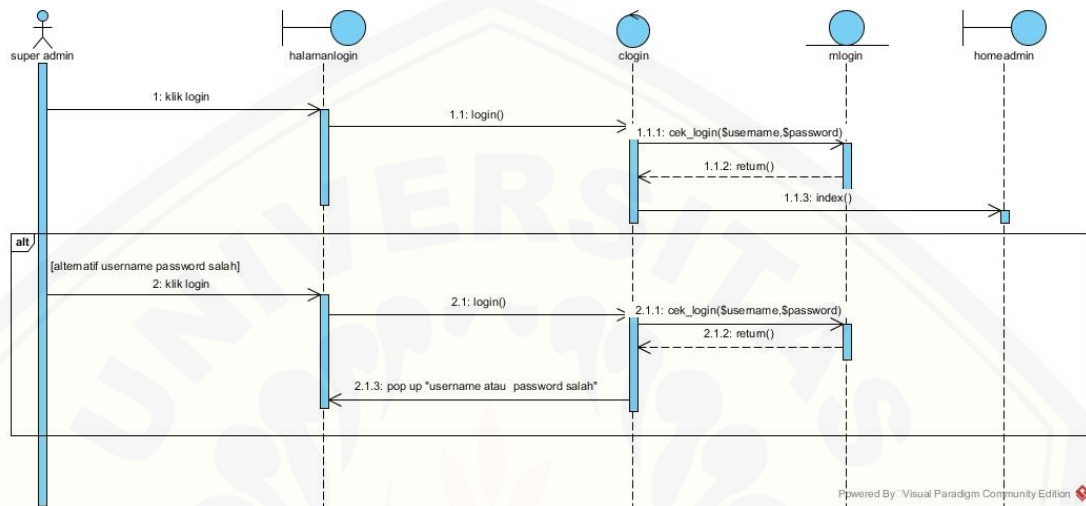 super admin
halamanlogin
clogin
mlogin
homeadmin
1: klik login
1.1: login()
1.1.1: cek_login($username,$password)
1.1.2: return()
1.1.3: index()
alt
[alternatif username password salah]
2: klik login
2.1: login()
2.1.1: cek_login($username,$password)
2.1.2: return()
2.1.3: pop up "username atau password salah"
UNIVERSITAS
Powered By Visual Paradigm Community Edition